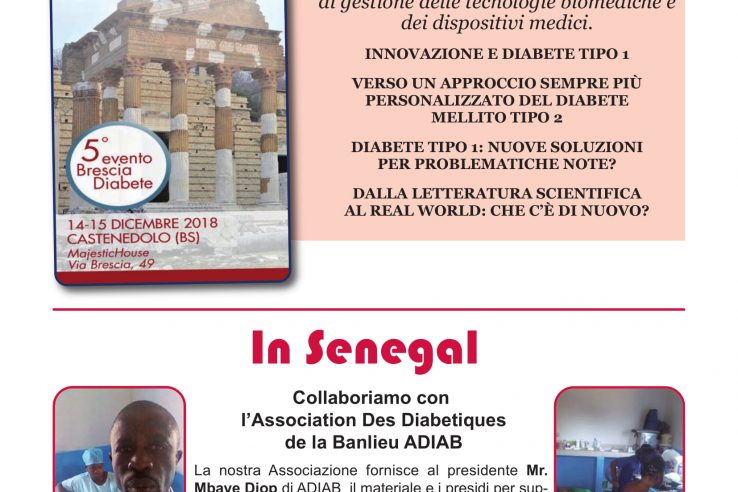 di gestione delle tecnologie biomediche e
dei dispositivi medici.
INNOVAZIONE E DIABETE TIPO 1
VERSO UN APPROCCIO SEMPRE PIÙ
PERSONALIZZATO DEL DIABETE
MELLITO TIPO 2
DIABETE TIPO 1: NUOVE SOLUZIONI
PER PROBLEMATICHE NOTE?
DALLA LETTERATURA SCIENTIFICA
AL REAL WORLD: CHE C'È DI NUOVO?
5° evento
Brescia
Diabete
14-15 DICEMBRE 2018
CASTENEDOLO (BS)
MajesticHouse
Via Brescia, 49
In Senegal
Collaboriamo con
l'Association Des Diabetiques
de la Banlieu ADIAB
La nostra Associazione fornisce al presidente Mr.
Mbaye Diop di ADIAB il materiale e i presidi per sup-